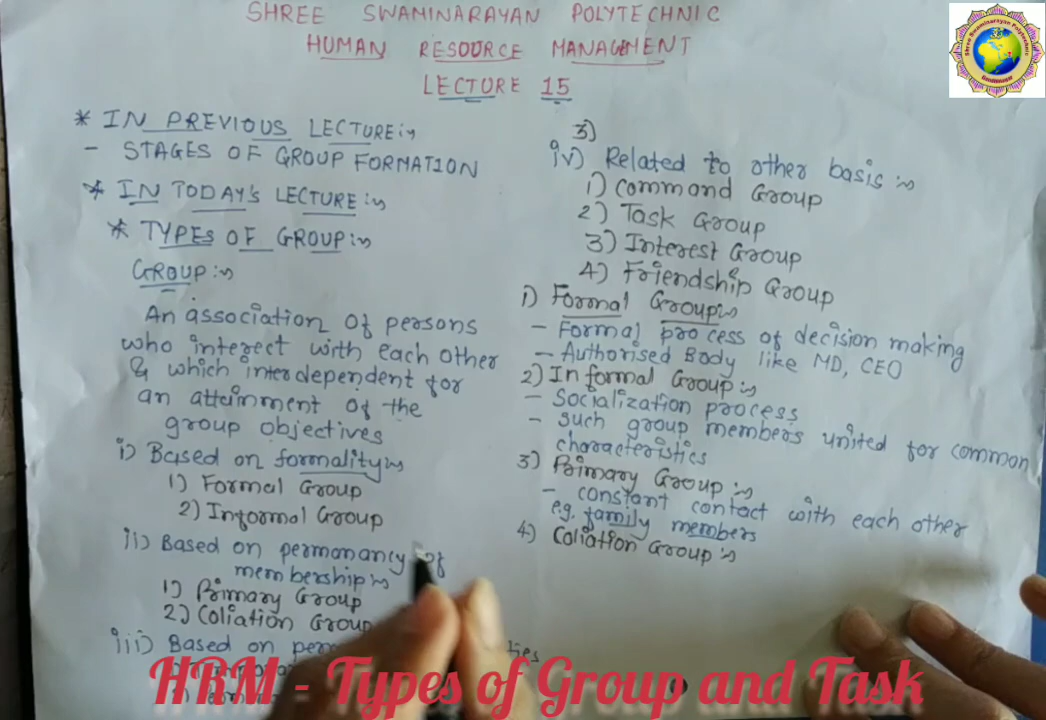 SHREE SWAMINARAYAN POLYTECHNIC
HUMAN RESOURCE MANAGEMENT
LECTURE 15
* IN PREVIOUS LECTURE:~
- STAGES OF GROUP FORMATION
* IN TODAY'S LECTURE:~
* TYPES OF GROUP:~
GROUP:~
An association of persons
who interect with each other
& which interdependent for
an atteinment of the
group objectives
i) Based on formality:~
1) Formal Group
2) Informal Group
ii) Based on permanancy of
membership:~
1) Primary Group
2) Coliation Group
iii) Based on
3)
iv) Related to other basis:~
1) Command Group
2) Task Group
3) Interest Group
4) Friendship Group
1) Formal Group:~
- Formal process of decision making
- Authorised Body like MD, CEO
2) Informal Group:~
- Socialization process
- such group members united for common
characteristics
3) Primary Group:~
- constant contact with each other
e.g. family members
4) Coliation Group:~
HRM - Types of Group and Task
Shree Swaminarayan Polytechnic